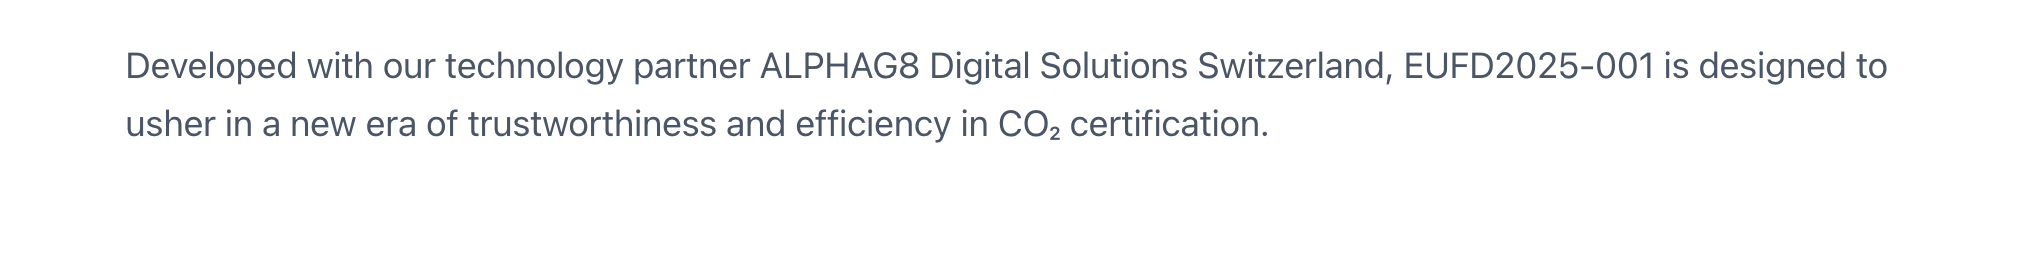 Developed with our technology partner ALPHAG8 Digital Solutions Switzerland, EUFD2025-001 is designed to
usher in a new era of trustworthiness and efficiency in CO₂ certification.